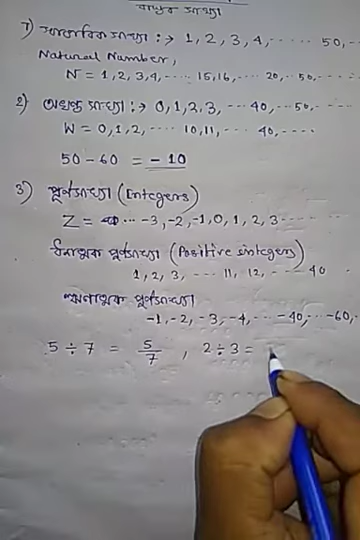 বাস্তব সংখ্যা
1) স্বাভাবিক সংখ্যা :→ 1, 2, 3, 4, ...... 50, --
Natural Number,
N = 1, 2, 3, 4, ...... 15, 16, .... 20, .. 50, ----
2) অখণ্ড সংখ্যা :→ 0, 1, 2, 3, --- 40, .. 50, ----
W = 0, 1, 2, .... 10, 11, .... 40, ----
50 - 60 = - 10
3) পূৰ্ণসংখ্যা (Integers)
Z = ... -3, -2, -1, 0, 1, 2, 3 ......
ধনাত্মক পূৰ্ণসংখ্যা (Positive integers)
1, 2, 3, --- 11, 12, ---- 40
ঋণাত্মক পূৰ্ণসংখ্যা
-1, -2, -3, -4, ... -40, ... -60, .
5 ÷ 7 = 5/7 , 2 ÷ 3 =